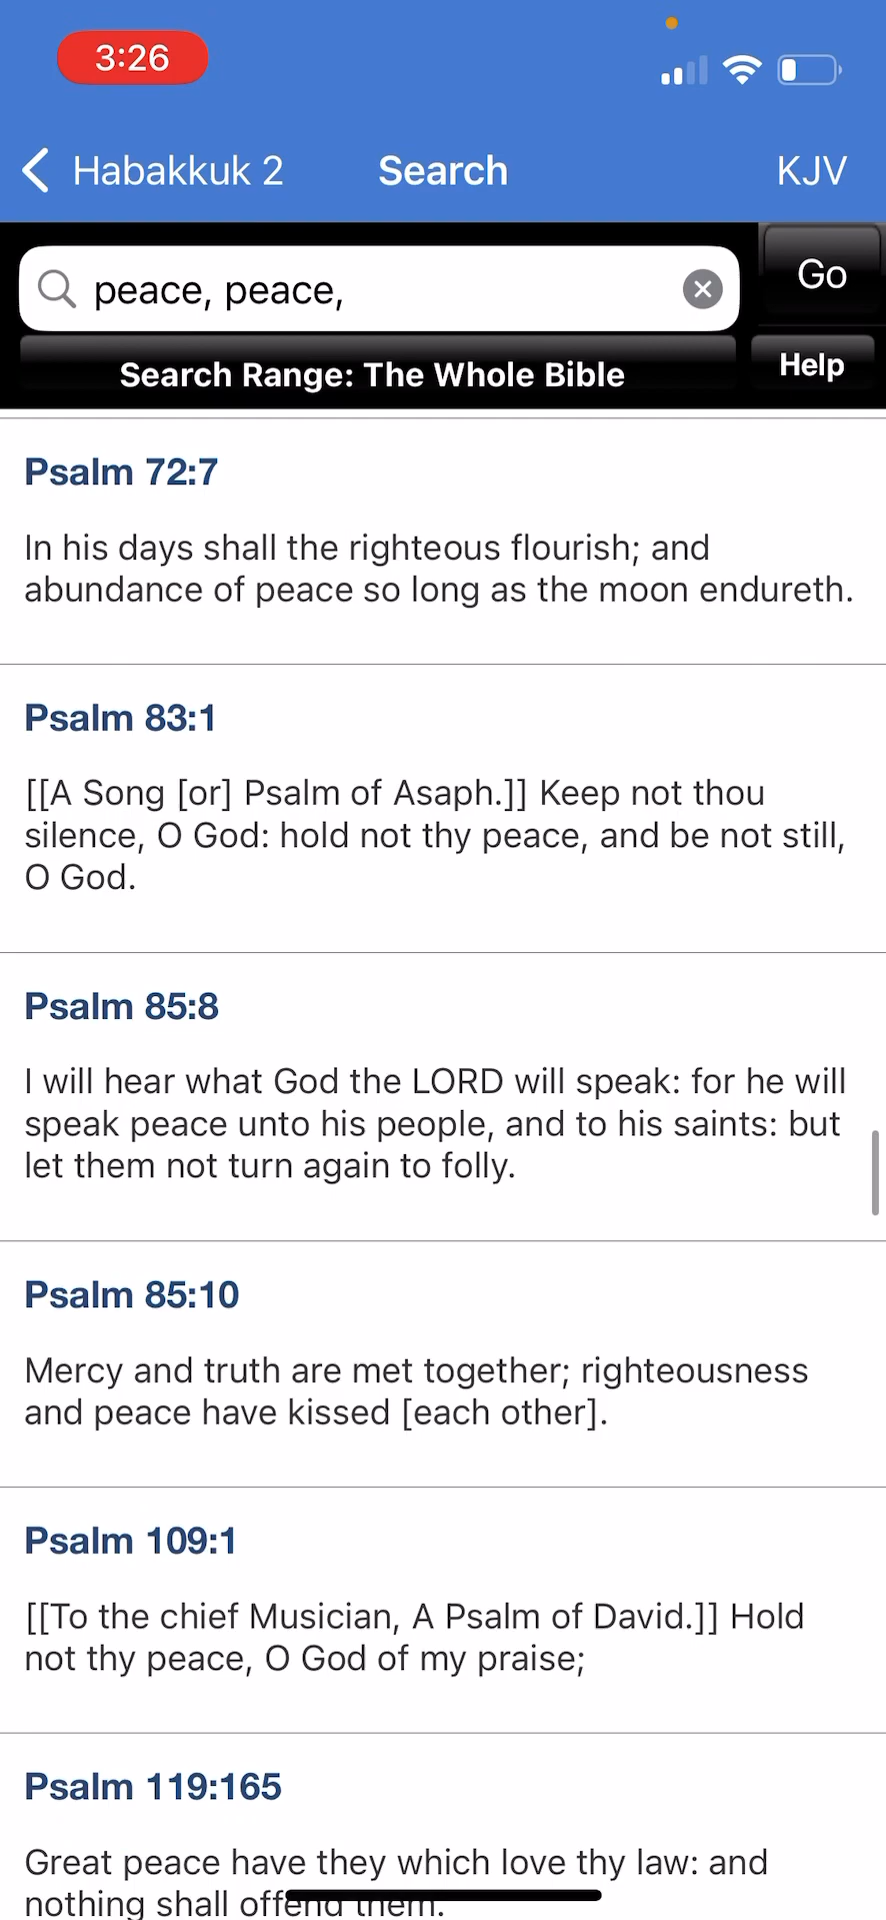 3:26
Habakkuk 2 Search KJV
peace, peace, Go
Search Range: The Whole Bible Help
Psalm 72:7
In his days shall the righteous flourish; and
abundance of peace so long as the moon endureth.
Psalm 83:1
[[A Song [or] Psalm of Asaph.]] Keep not thou
silence, O God: hold not thy peace, and be not still,
O God.
Psalm 85:8
I will hear what God the LORD will speak: for he will
speak peace unto his people, and to his saints: but
let them not turn again to folly.
Psalm 85:10
Mercy and truth are met together; righteousness
and peace have kissed [each other].
Psalm 109:1
[[To the chief Musician, A Psalm of David.]] Hold
not thy peace, O God of my praise;
Psalm 119:165
Great peace have they which love thy law: and
nothing shall offend them.